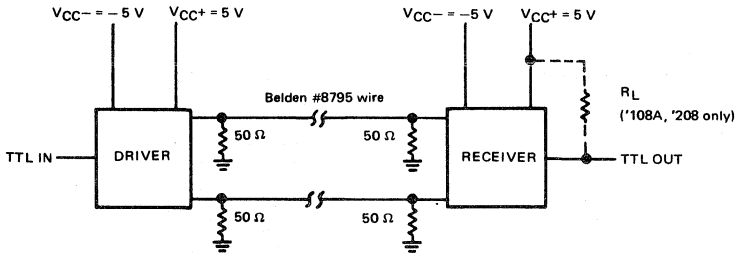 VCC– = –5 V VCC+ = 5 V VCC– = –5 V VCC+ = 5 V
RL
('108A, '208 only)
Belden #8795 wire
50 Ω 50 Ω
TTL IN DRIVER RECEIVER TTL OUT
50 Ω 50 Ω